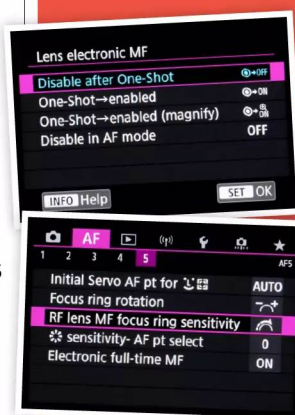 Lens electronic MF
Disable after One-Shot OFF
One-Shot→enabled ON
One-Shot→enabled (magnify)
Disable in AF mode OFF
INFO Help SET OK
AF
1 2 3 4 5 AF5
Initial Servo AF pt for AUTO
Focus ring rotation
RF lens MF focus ring sensitivity
sensitivity- AF pt select 0
Electronic full-time MF ON